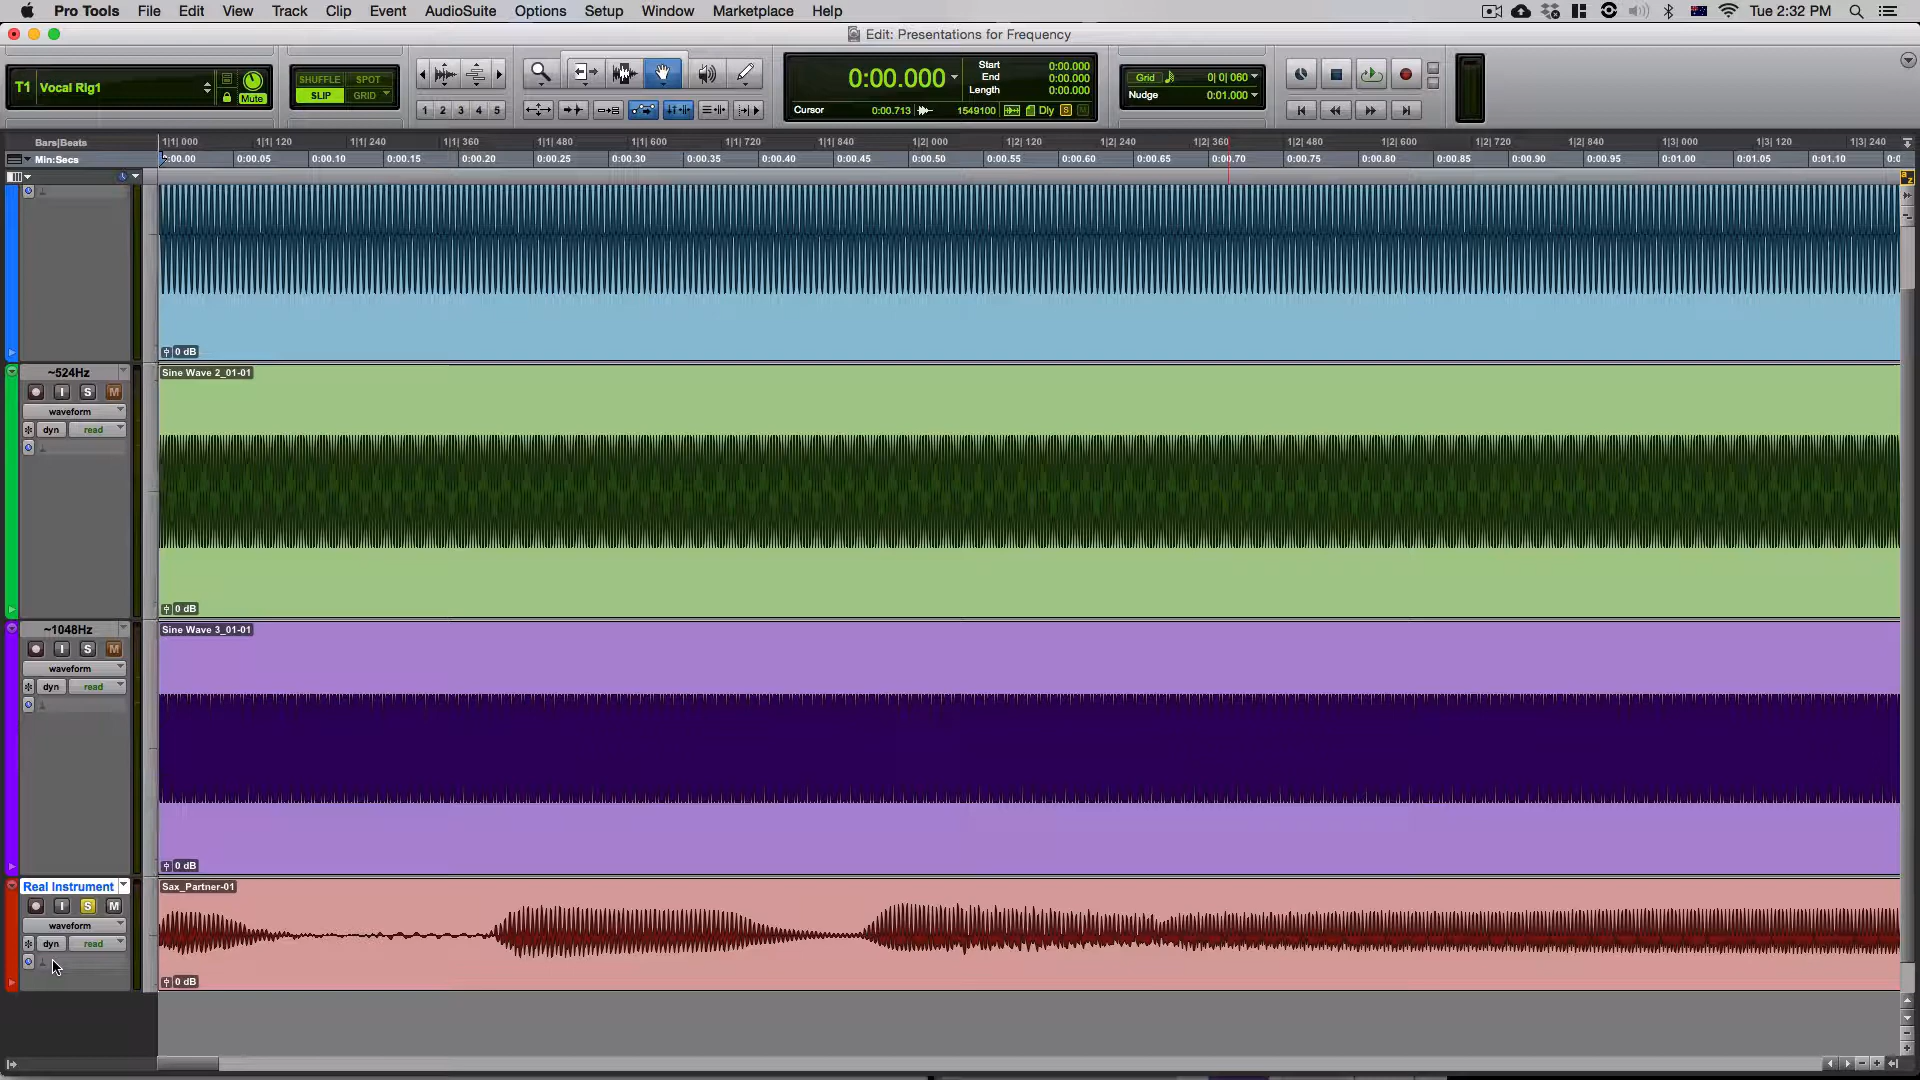 Pro Tools File Edit View Track Clip Event AudioSuite Options Setup Window Marketplace Help Tue 2:32 PM
Edit: Presentations for Frequency
T1 Vocal Rig1 Mute
SHUFFLE SPOT
SLIP GRID
1 2 3 4 5
0:00.000
Start 0:00.000
End 0:00.000
Length 0:00.000
Cursor 0:00.713 1549100 Dly S M
Grid 0| 0| 060
Nudge 0:01.000
Bars|Beats 1|1| 000 1|1| 120 1|1| 240 1|1| 360 1|1| 480 1|1| 600 1|1| 720 1|1| 840 1|2| 000 1|2| 120 1|2| 240 1|2| 360 1|2| 480 1|2| 600 1|2| 720 1|2| 840 1|3| 000 1|3| 120 1|3| 240
Min:Secs :00.00 0:00.05 0:00.10 0:00.15 0:00.20 0:00.25 0:00.30 0:00.35 0:00.40 0:00.45 0:00.50 0:00.55 0:00.60 0:00.65 0:00.70 0:00.75 0:00.80 0:00.85 0:00.90 0:00.95 0:01.00 0:01.05 0:01.10 0:0
a z
0 dB
~524Hz Sine Wave 2_01-01
I S M
waveform
dyn read
0 dB
~1048Hz Sine Wave 3_01-01
I S M
waveform
dyn read
0 dB
Real Instrument Sax_Partner-01
I S M
waveform
dyn read
0 dB